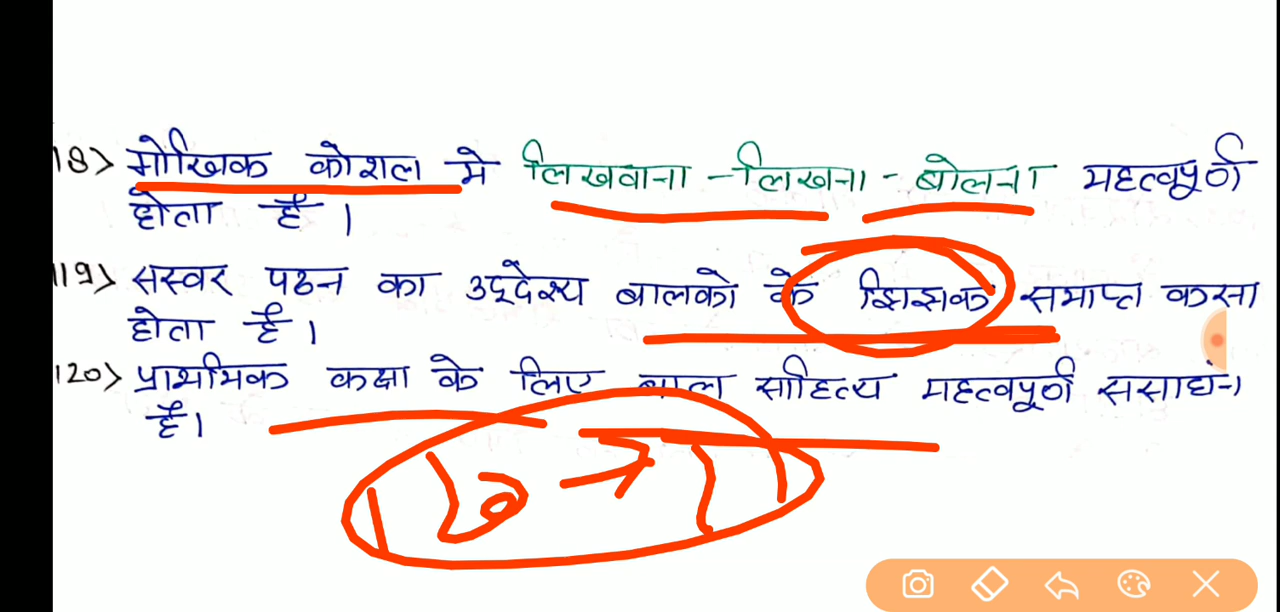 18> मौखिक कौशल मे लिखवाना - लिखना - बोलना महत्वपूर्ण
होता है।
119> सस्वर पठन का उद्देश्य बालको के झिझक समाप्त करना
होता है।
120> प्राथमिक कक्षा के लिए बाल साहित्य महत्वपूर्ण ससाधन
है।